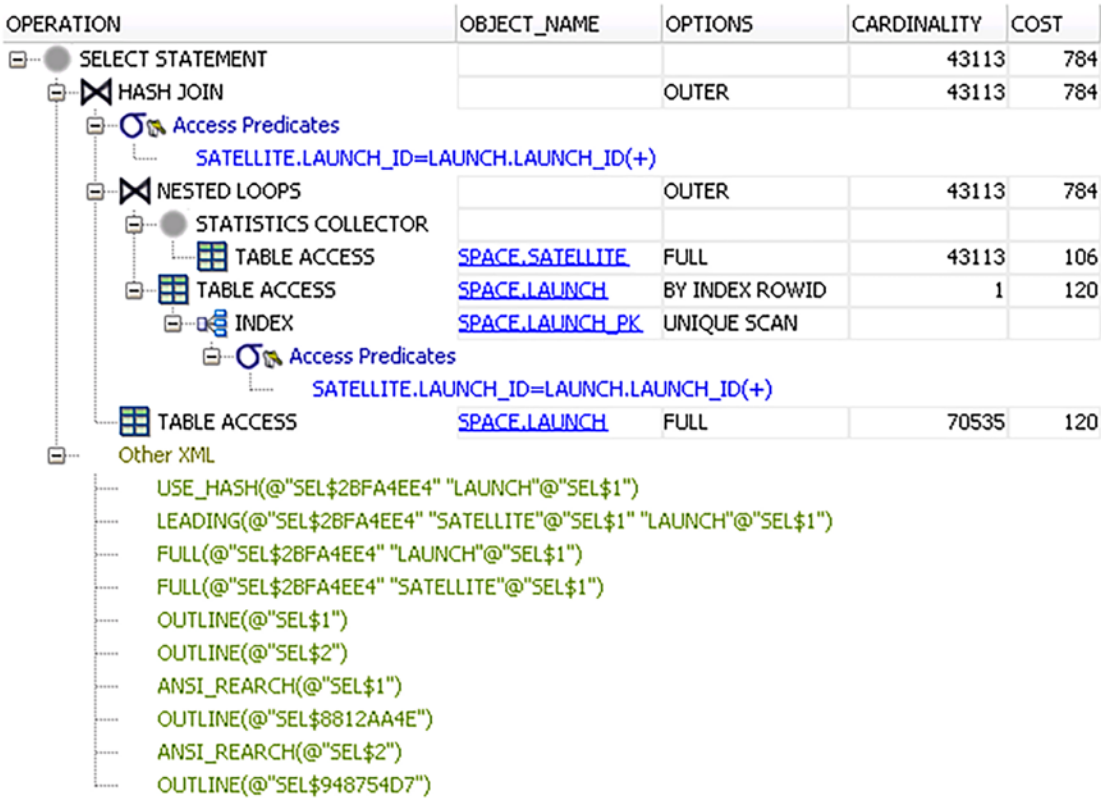 OPERATION OBJECT_NAME OPTIONS CARDINALITY COST
SELECT STATEMENT 43113 784
HASH JOIN OUTER 43113 784
Access Predicates
SATELLITE.LAUNCH_ID=LAUNCH.LAUNCH_ID(+)
NESTED LOOPS OUTER 43113 784
STATISTICS COLLECTOR
TABLE ACCESS SPACE.SATELLITE FULL 43113 106
TABLE ACCESS SPACE.LAUNCH BY INDEX ROWID 1 120
INDEX SPACE.LAUNCH_PK UNIQUE SCAN
Access Predicates
SATELLITE.LAUNCH_ID=LAUNCH.LAUNCH_ID(+)
TABLE ACCESS SPACE.LAUNCH FULL 70535 120
Other XML
USE_HASH(@"SEL$2BFA4EE4" "LAUNCH"@"SEL$1")
LEADING(@"SEL$2BFA4EE4" "SATELLITE"@"SEL$1" "LAUNCH"@"SEL$1")
FULL(@"SEL$2BFA4EE4" "LAUNCH"@"SEL$1")
FULL(@"SEL$2BFA4EE4" "SATELLITE"@"SEL$1")
OUTLINE(@"SEL$1")
OUTLINE(@"SEL$2")
ANSI_REARCH(@"SEL$1")
OUTLINE(@"SEL$8812AA4E")
ANSI_REARCH(@"SEL$2")
OUTLINE(@"SEL$948754D7")